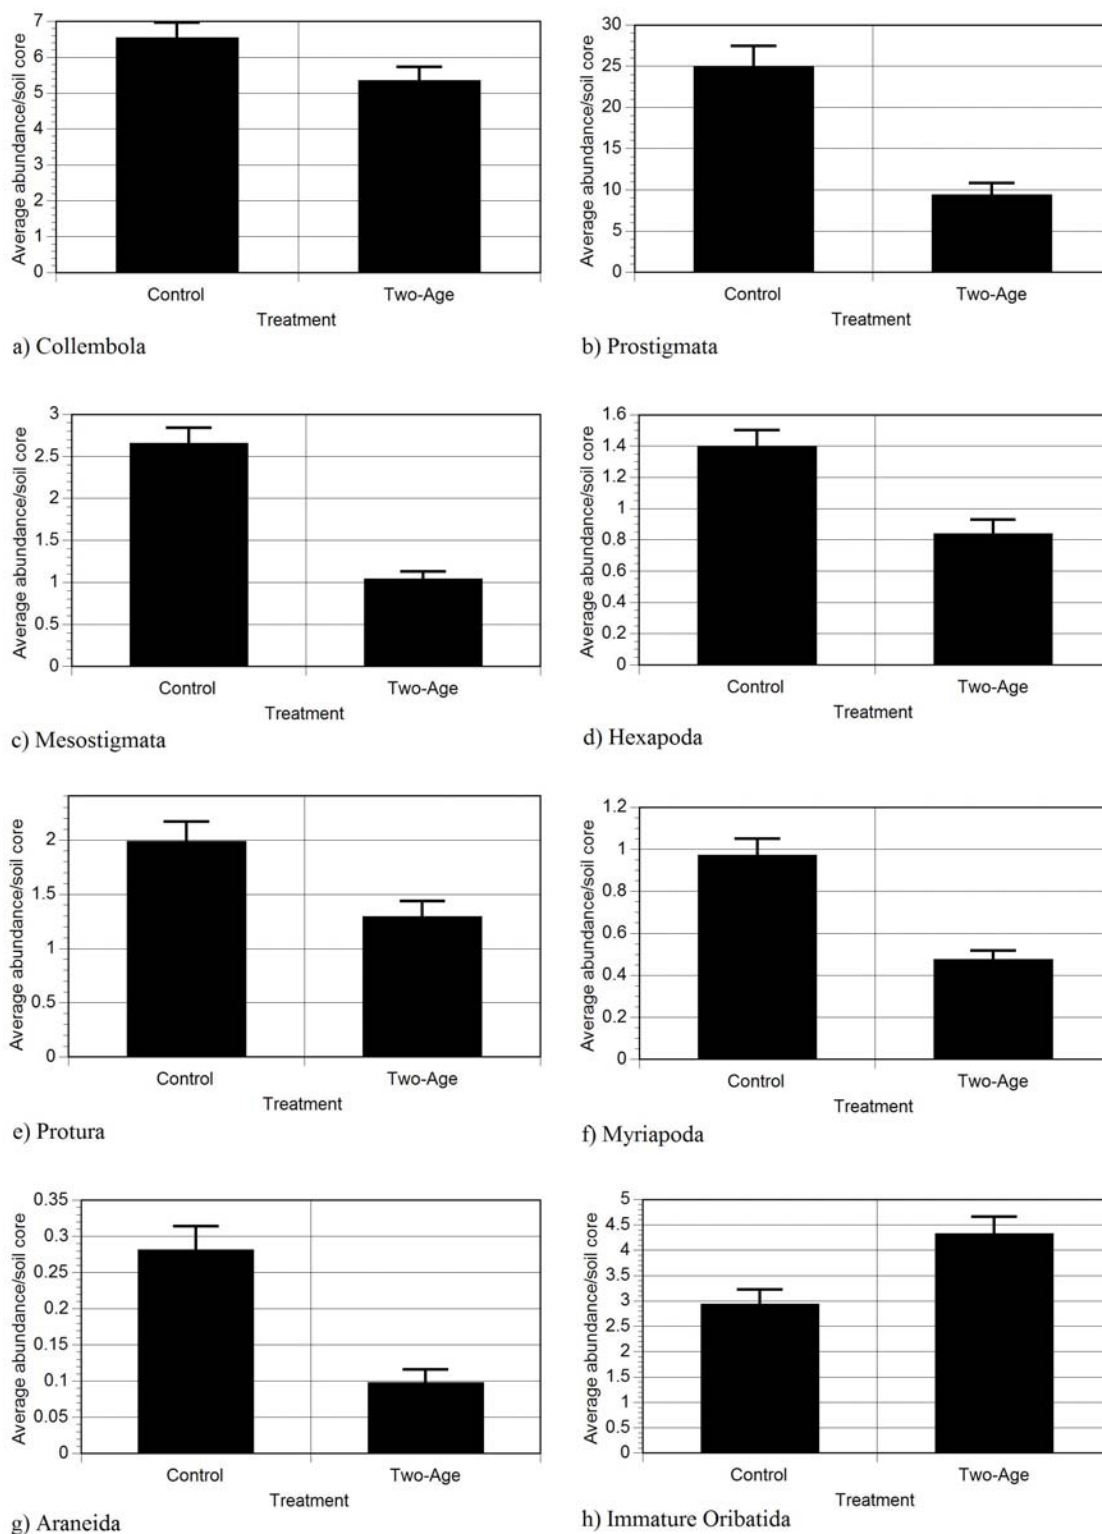 Average abundance/soil core
7
6
5
4
3
2
1
0
Control Two-Age
Treatment
a) Collembola
Average abundance/soil core
30
25
20
15
10
5
0
Control Two-Age
Treatment
b) Prostigmata
Average abundance/soil core
3
2.5
2
1.5
1
0.5
0
Control Two-Age
Treatment
c) Mesostigmata
Average abundance/soil core
1.6
1.4
1.2
1
0.8
0.6
0.4
0.2
0
Control Two-Age
Treatment
d) Hexapoda
Average abundance/soil core
2
1.5
1
0.5
0
Control Two-Age
Treatment
e) Protura
Average abundance/soil core
1.2
1
0.8
0.6
0.4
0.2
0
Control Two-Age
Treatment
f) Myriapoda
Average abundance/soil core
0.35
0.3
0.25
0.2
0.15
0.1
0.05
0
Control Two-Age
Treatment
g) Araneida
Average abundance/soil core
5
4.5
4
3.5
3
2.5
2
1.5
1
0.5
0
Control Two-Age
Treatment
h) Immature Oribatida